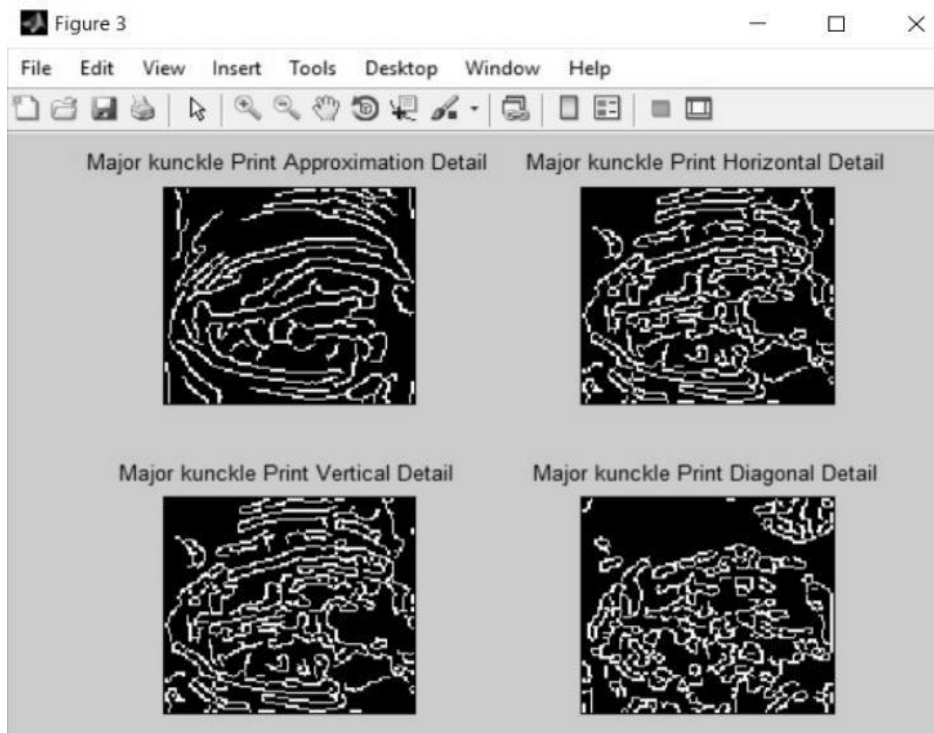 Figure 3
File Edit View Insert Tools Desktop Window Help
Major kunckle Print Approximation Detail
Major kunckle Print Horizontal Detail
Major kunckle Print Vertical Detail
Major kunckle Print Diagonal Detail